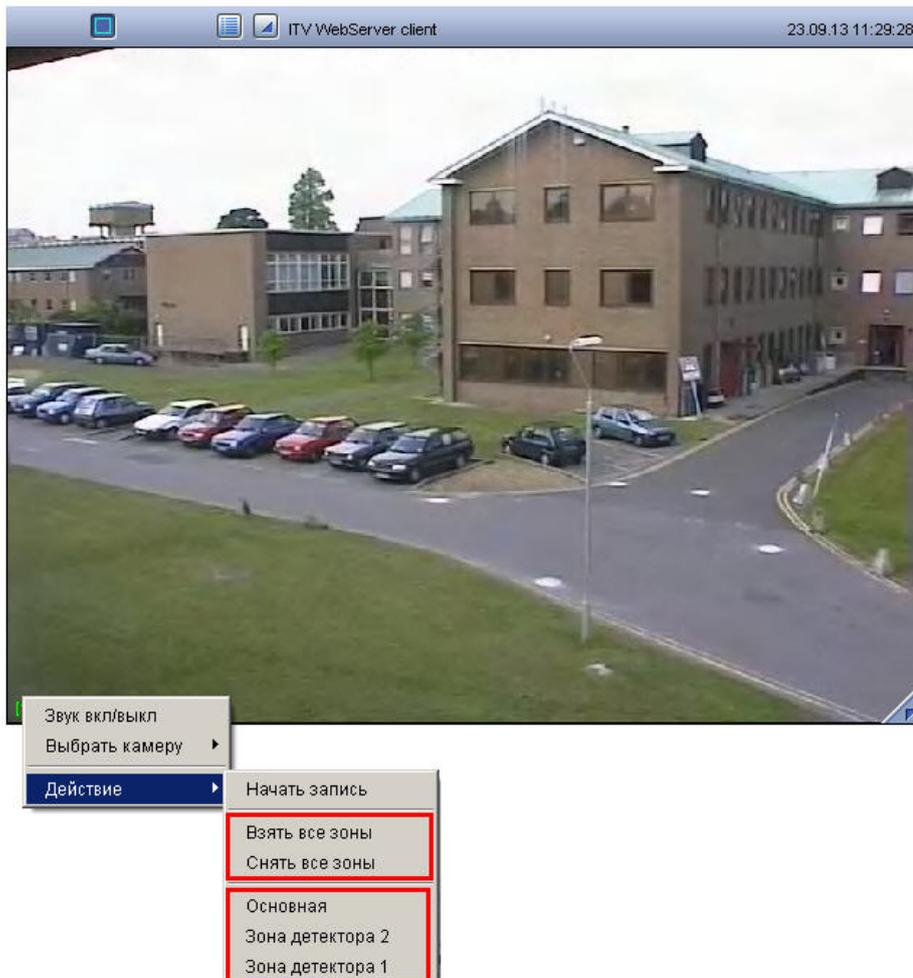 ITV WebServer client
23.09.13 11:29:28
Звук вкл/выкл
Выбрать камеру
Действие
Начать запись
Взять все зоны
Снять все зоны
Основная
Зона детектора 2
Зона детектора 1